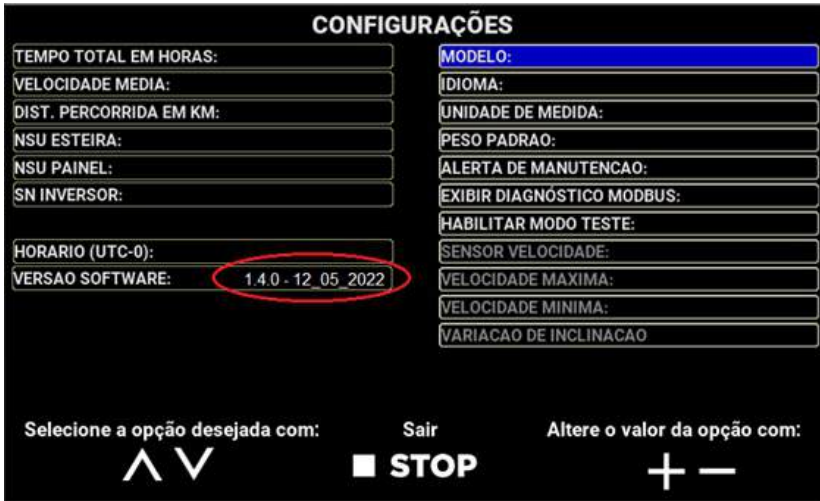 CONFIGURAÇÕES
TEMPO TOTAL EM HORAS:
VELOCIDADE MEDIA:
DIST. PERCORRIDA EM KM:
NSU ESTEIRA:
NSU PAINEL:
SN INVERSOR:
HORARIO (UTC-0):
VERSAO SOFTWARE: 1.4.0 - 12_05_2022
MODELO:
IDIOMA:
UNIDADE DE MEDIDA:
PESO PADRAO:
ALERTA DE MANUTENCAO:
EXIBIR DIAGNÓSTICO MODBUS:
HABILITAR MODO TESTE:
SENSOR VELOCIDADE:
VELOCIDADE MAXIMA:
VELOCIDADE MINIMA:
VARIACAO DE INCLINACAO
Selecione a opção desejada com:
Sair
STOP
Altere o valor da opção com:
+ −